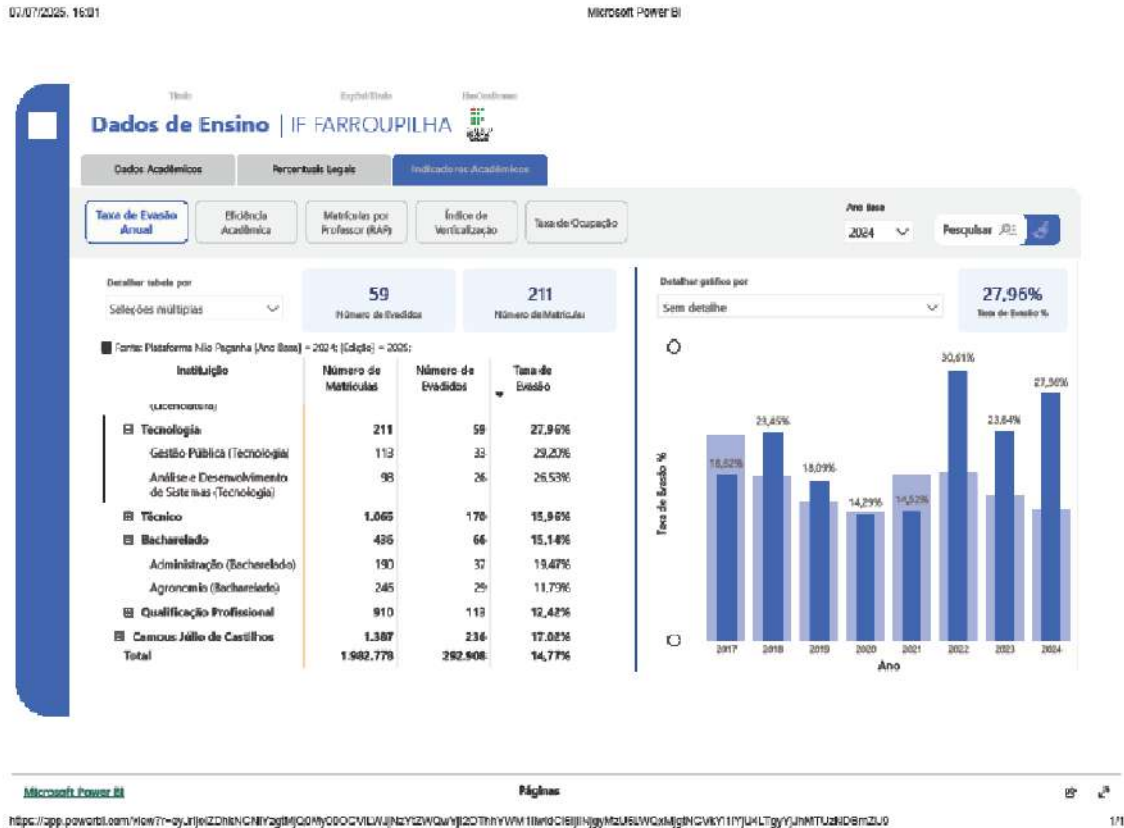 07/07/2025, 16:01
Microsoft Power BI
Título
Dados de Ensino | IF FARROUPILHA
Dados Acadêmicos
Percentuais Legais
Indicadores Acadêmicos
Taxa de Evasão Anual
Eficiência Acadêmica
Matrículas por Professor (RAP)
Índice de Verticalização
Taxa de Ocupação
Ano Base
2024
Pesquisar
Detalhar tabela por
Seleções múltiplas
59
Número de Evadidos
211
Número de Matrículas
Fonte: Plataforma Nilo Peçanha [Ano Base] = 2024; [Edição] = 2025;
Instituição Número de Matrículas Número de Evadidos Taxa de Evasão
(Licenciatura)
Tecnologia 211 59 27,96%
Gestão Pública (Tecnologia) 113 33 29,20%
Análise e Desenvolvimento de Sistemas (Tecnologia) 98 26 26,53%
Técnico 1.065 170 15,96%
Bacharelado 436 66 15,14%
Administração (Bacharelado) 190 37 19,47%
Agronomia (Bacharelado) 246 29 11,79%
Qualificação Profissional 910 113 12,42%
Campus Júlio de Castilhos 1.387 236 17,02%
Total 1.982.778 292.908 14,77%
Detalhar gráfico por
Sem detalhe
27,96%
Taxa de Evasão %
Taxa de Evasão %
18,62%
23,45%
18,09%
14,29%
14,52%
30,61%
23,64%
27,96%
2017 2018 2019 2020 2021 2022 2023 2024
Ano
Microsoft Power BI
Páginas
1/1